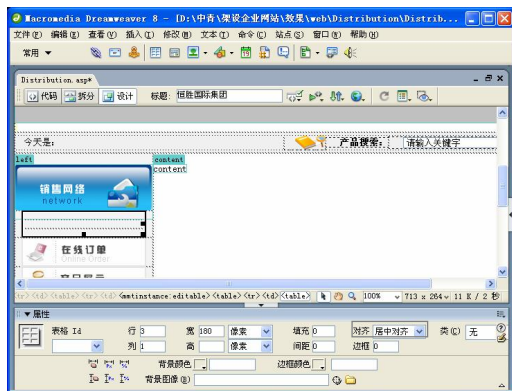 Macromedia Dreamweaver 8 - [D:\中青\架设企业网站\效果\web\Distribution\Distrib...
文件(F) 编辑(E) 查看(V) 插入(I) 修改(M) 文本(T) 命令(C) 站点(S) 窗口(W) 帮助(H)
常用
Distribution.asp*
代码 拆分 设计 标题: 恒胜国际集团
今天是: 产品搜索: 请输入关键字
left content
content
销售网络
network
在线订单
Online Order
<tr> <td> <table> <tr> <td> <mmtinstance:editable> <table> <tr> <td> <table> 100% 713 x 264 11 K / 2 秒
属性
表格 Id 行 3 宽 180 像素 填充 0 对齐 居中对齐 类(C) 无
列 1 高 像素 间距 0 边框 0
背景颜色 边框颜色
背景图像(B)